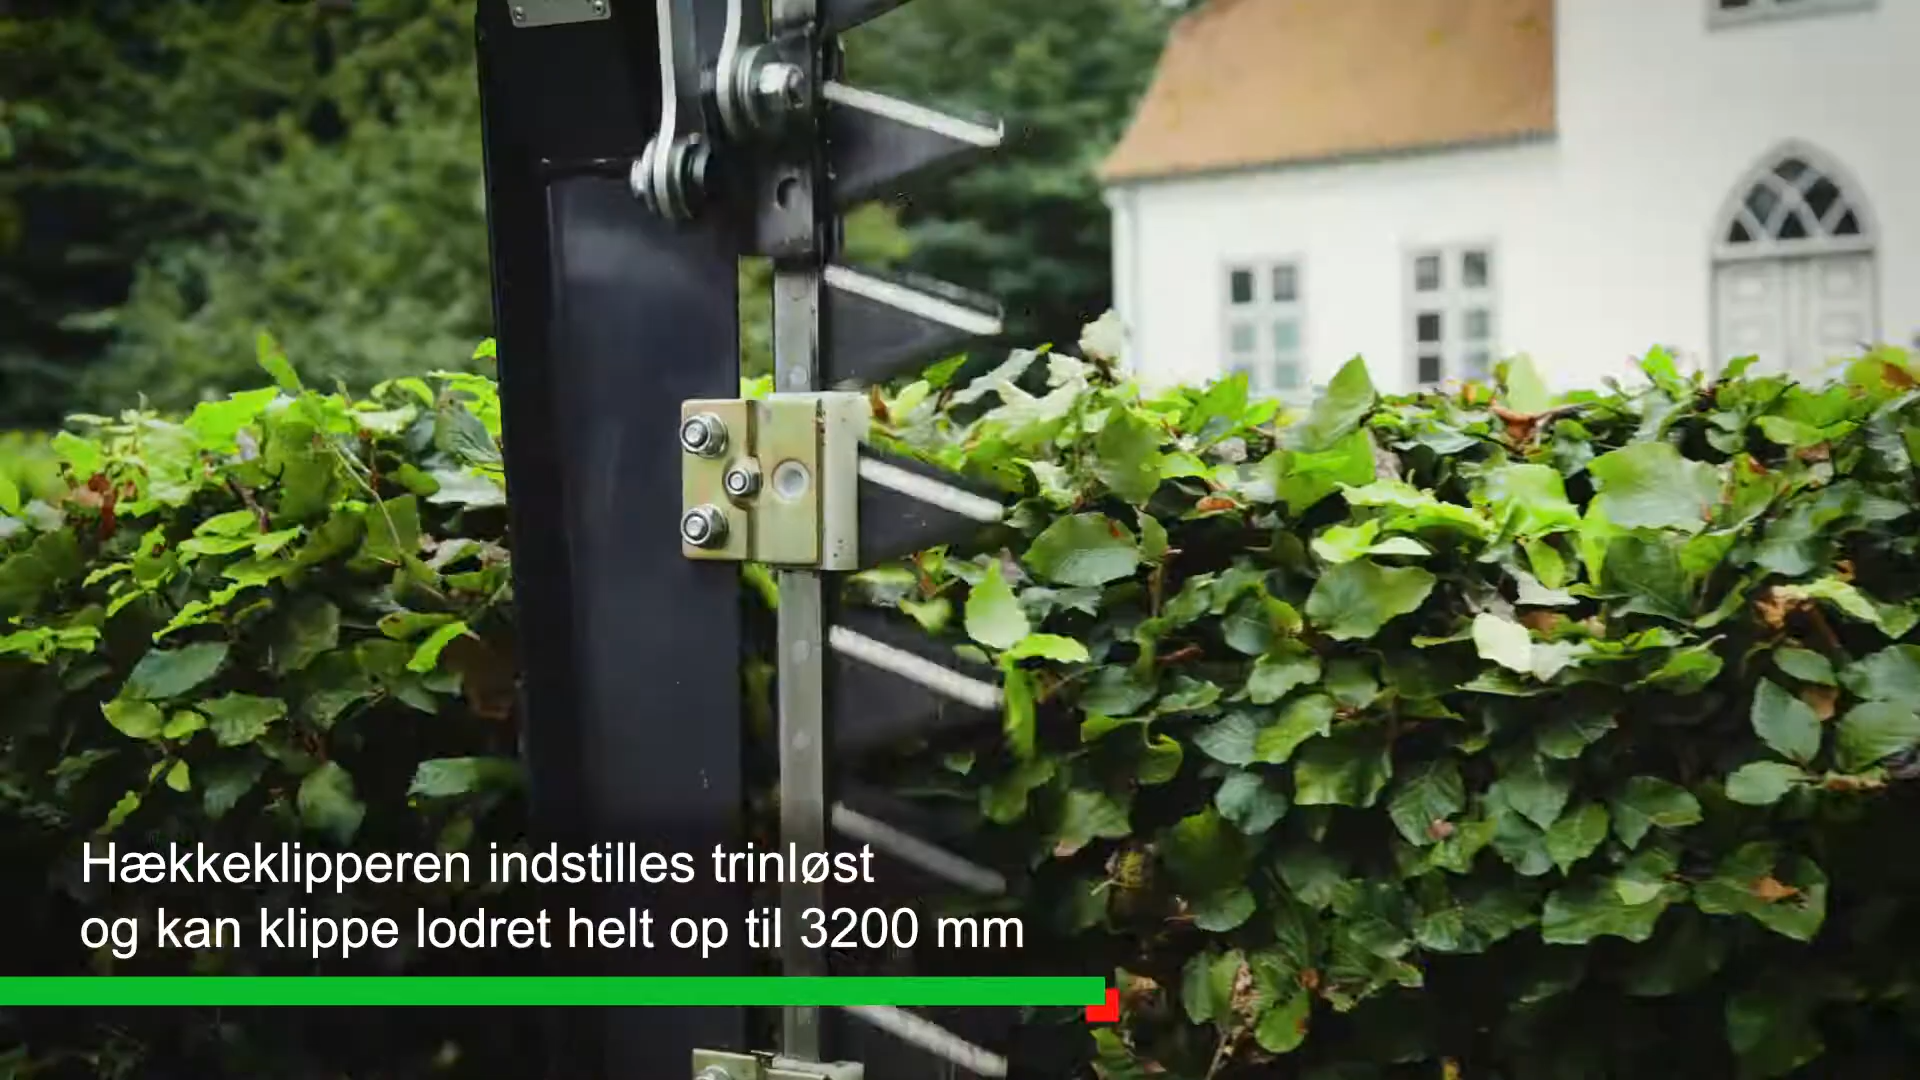 Hækkeklipperen indstilles trinløst
og kan klippe lodret helt op til 3200 mm